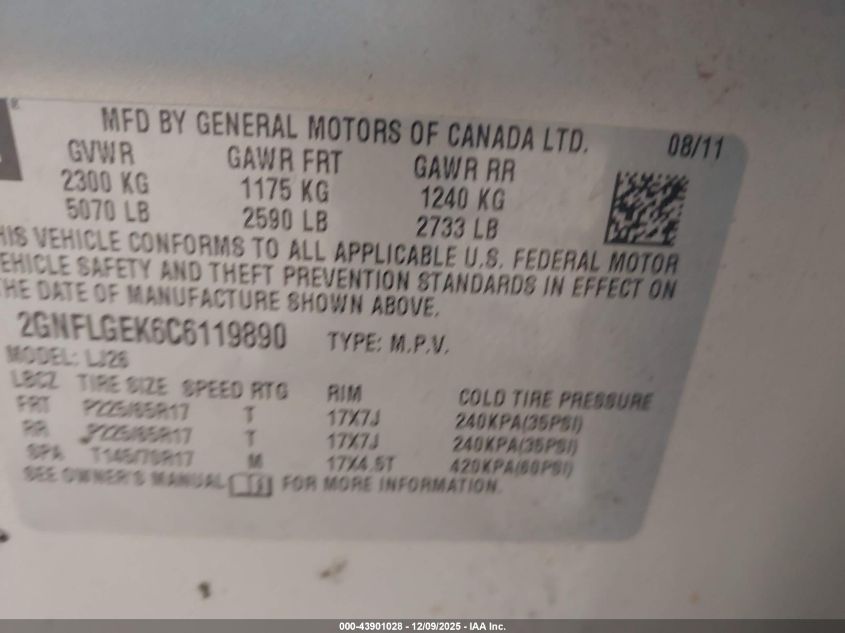 MFD BY GENERAL MOTORS OF CANADA LTD. 08/11
GVWR GAWR FRT GAWR RR
2300 KG 1175 KG 1240 KG
5070 LB 2590 LB 2733 LB
HIS VEHICLE CONFORMS TO ALL APPLICABLE U.S. FEDERAL MOTOR
EHICLE SAFETY AND THEFT PREVENTION STANDARDS IN EFFECT ON
HE DATE OF MANUFACTURE SHOWN ABOVE.
2GNFLGEK6C6119890 TYPE: M.P.V.
MODEL: LJ26
LBCZ TIRE SIZE SPEED RTG RIM COLD TIRE PRESSURE
FRT P225/65R17 T 17X7J 240KPA(35PSI)
RR P225/65R17 T 17X7J 240KPA(35PSI)
SPA T145/70R17 M 17X4.5T 420KPA(60PSI)
SEE OWNER'S MANUAL FOR MORE INFORMATION.
000-43901028 - 12/09/2025 - IAA Inc.